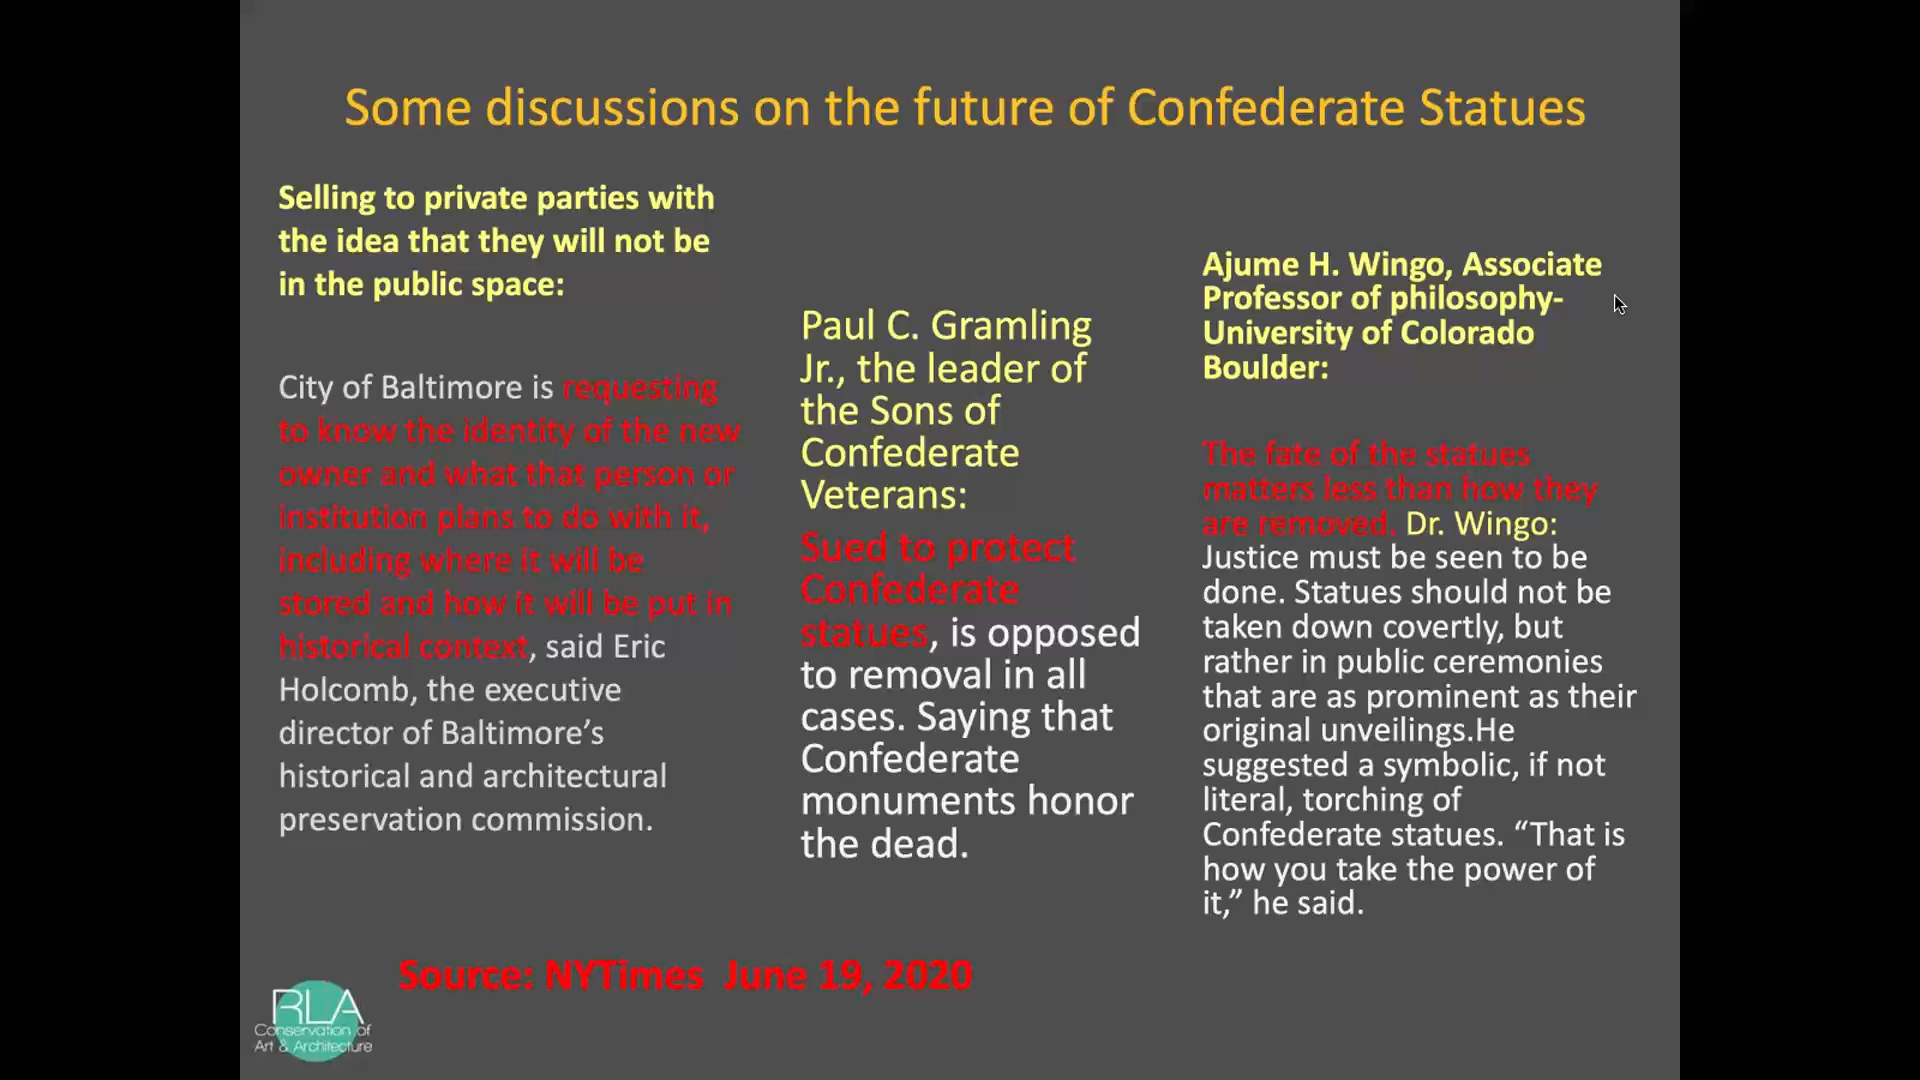 Some discussions on the future of Confederate Statues
Selling to private parties with
the idea that they will not be
in the public space:
City of Baltimore is requesting
to know the identity of the new
owner and what that person or
institution plans to do with it,
including where it will be
stored and how it will be put in
historical context, said Eric
Holcomb, the executive
director of Baltimore’s
historical and architectural
preservation commission.
Paul C. Gramling
Jr., the leader of
the Sons of
Confederate
Veterans:
Sued to protect
Confederate
statues, is opposed
to removal in all
cases. Saying that
Confederate
monuments honor
the dead.
Ajume H. Wingo, Associate
Professor of philosophy-
University of Colorado
Boulder:
The fate of the statues
matters less than how they
are removed. Dr. Wingo:
Justice must be seen to be
done. Statues should not be
taken down covertly, but
rather in public ceremonies
that are as prominent as their
original unveilings.He
suggested a symbolic, if not
literal, torching of
Confederate statues. “That is
how you take the power of
it,” he said.
Source: NYTimes June 19, 2020
RLA
Conservation of
Art & Architecture